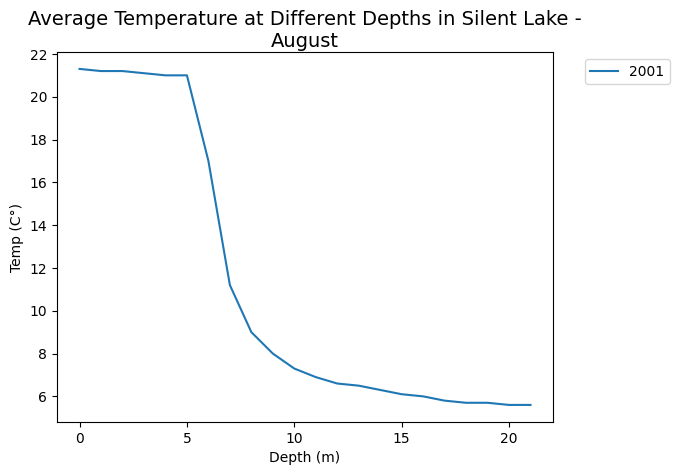 Average Temperature at Different Depths in Silent Lake -
August
2001
22
20
18
16
14
12
10
8
6
Temp (C°)
0 5 10 15 20
Depth (m)